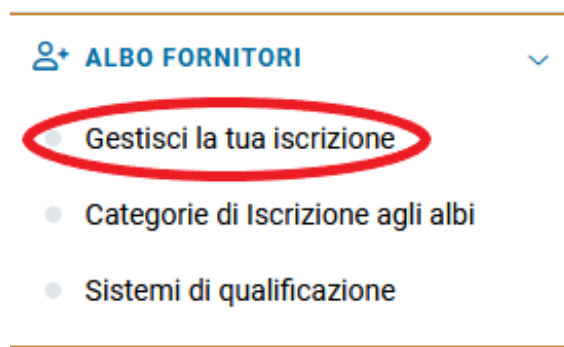 ALBO FORNITORI
Gestisci la tua iscrizione
Categorie di Iscrizione agli albi
Sistemi di qualificazione